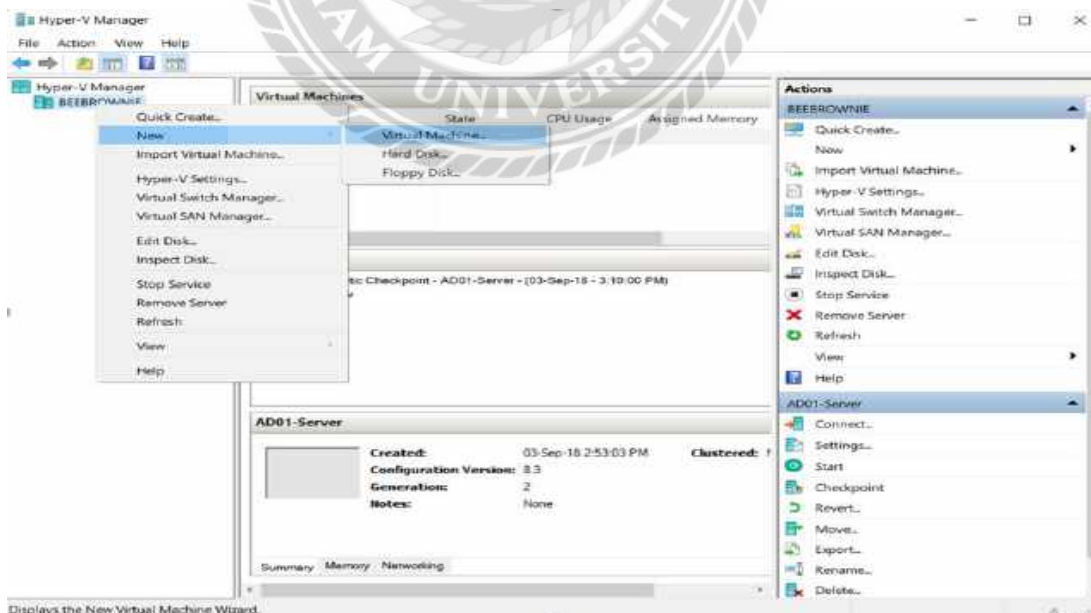 Hyper-V Manager
File Action View Help
Hyper-V Manager
BEEBROWNIE
Quick Create...
New
Import Virtual Machine...
Hyper-V Settings...
Virtual Switch Manager...
Virtual SAN Manager...
Edit Disk...
Inspect Disk...
Stop Service
Remove Server
Refresh
View
Help
Virtual Machine...
Hard Disk...
Floppy Disk...
Virtual Machines
State CPU Usage Assigned Memory
tic Checkpoint - AD01-Server - (03-Sep-18 - 3:10:00 PM)
AD01-Server
Created: 03-Sep-18 2:53:03 PM Clustered:
Configuration Version: 8.3
Generation: 2
Notes: None
Summary Memory Networking
Actions
BEEBROWNIE
Quick Create...
New
Import Virtual Machine...
Hyper-V Settings...
Virtual Switch Manager...
Virtual SAN Manager...
Edit Disk...
Inspect Disk...
Stop Service
Remove Server
Refresh
View
Help
AD01-Server
Connect...
Settings...
Start
Checkpoint
Revert...
Move...
Export...
Rename...
Delete...
Displays the New Virtual Machine Wizard.